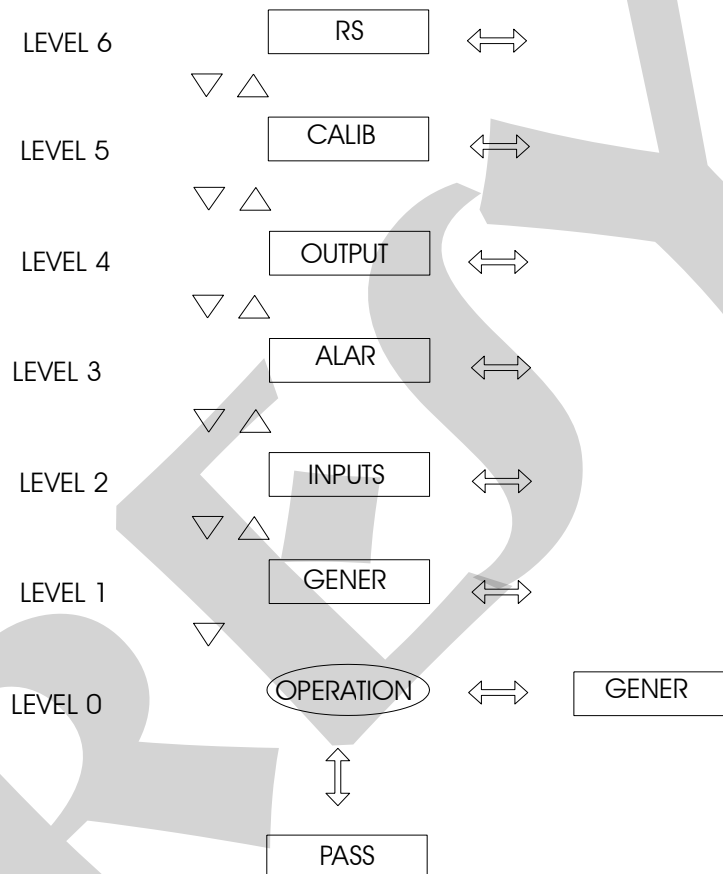 LEVEL 6 RS
LEVEL 5 CALIB
LEVEL 4 OUTPUT
LEVEL 3 ALAR
LEVEL 2 INPUTS
LEVEL 1 GENER
LEVEL 0 OPERATION GENER
PASS